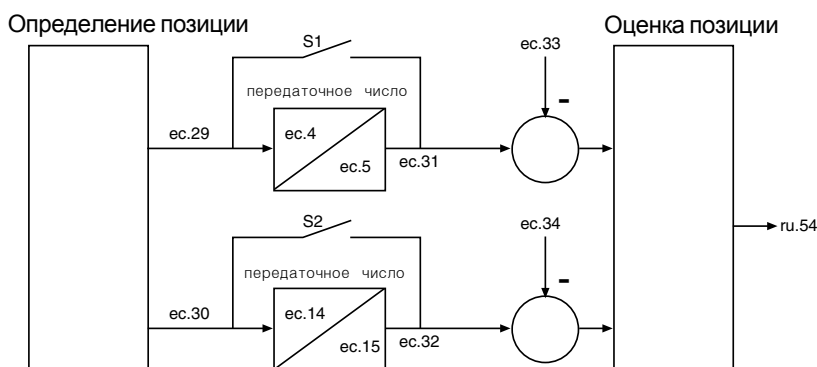 Определение позиции
Оценка позиции
S1
ec.33
передаточное число
-
ec.29
ec.4
ec.5
ec.31
S2
ec.34
ru.54
передаточное число
-
ec.30
ec.14
ec.15
ec.32